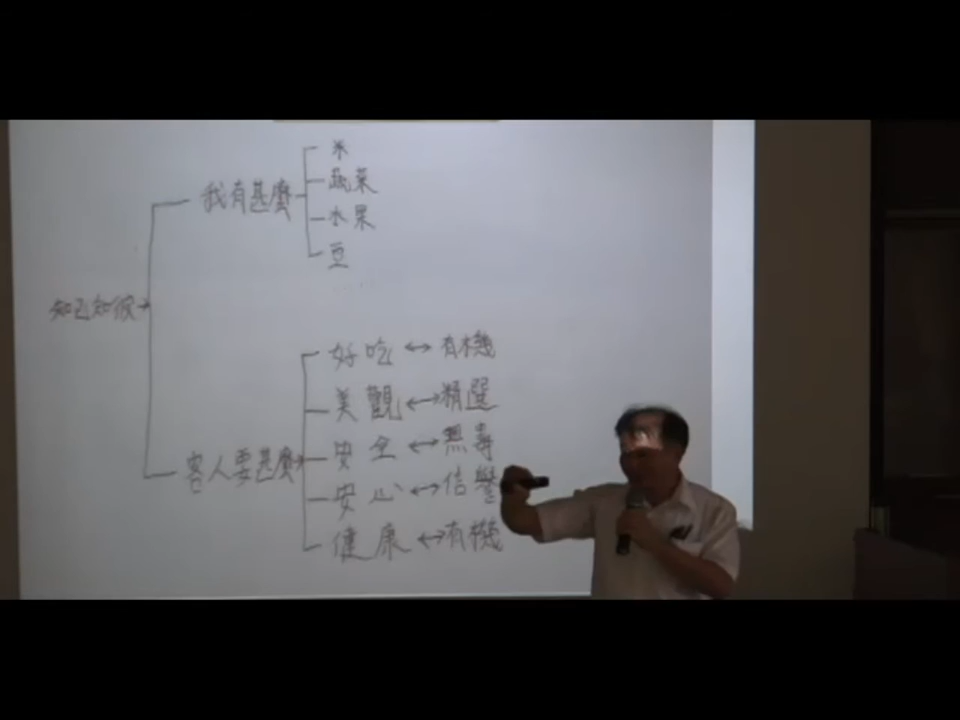 米
我有甚麼 蔬菜
水果
豆
知己知彼
好吃 ↔ 有機
美觀 ↔ 精選
安全 ↔ 無毒
客人要甚麼
安心 ↔ 信譽
健康 ↔ 有機